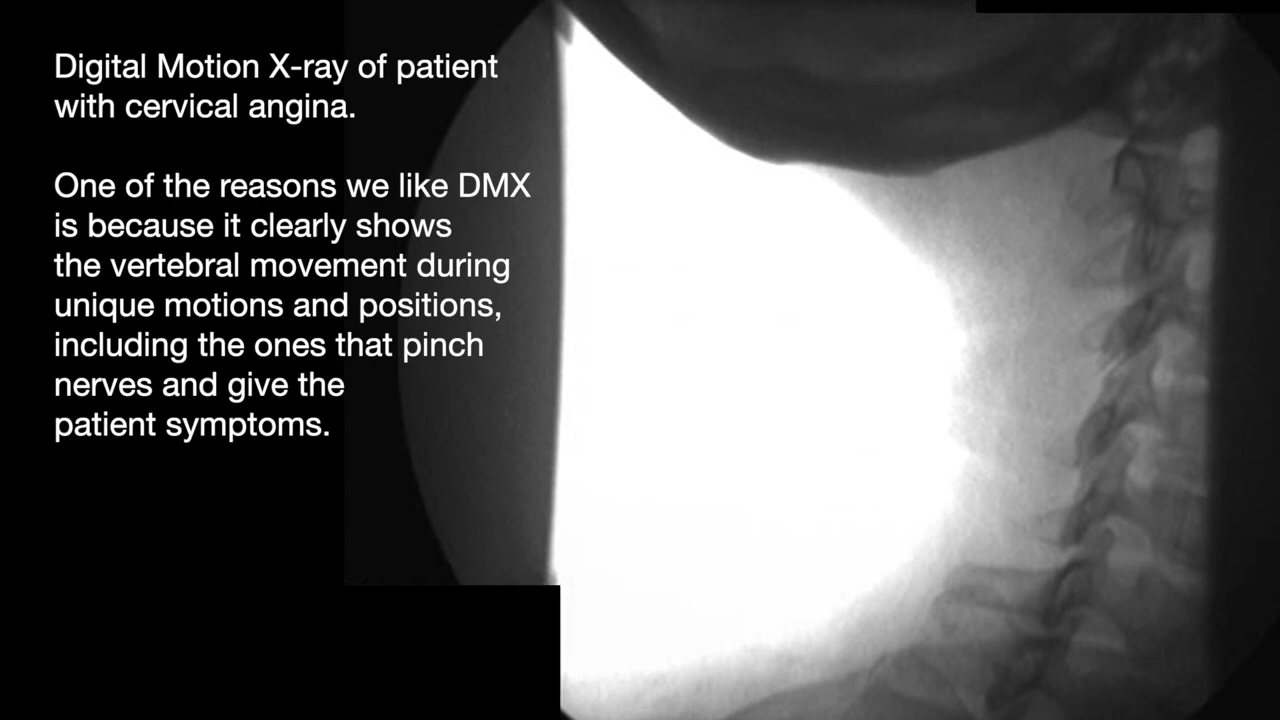 Digital Motion X-ray of patient
with cervical angina.
One of the reasons we like DMX
is because it clearly shows
the vertebral movement during
unique motions and positions,
including the ones that pinch
nerves and give the
patient symptoms.